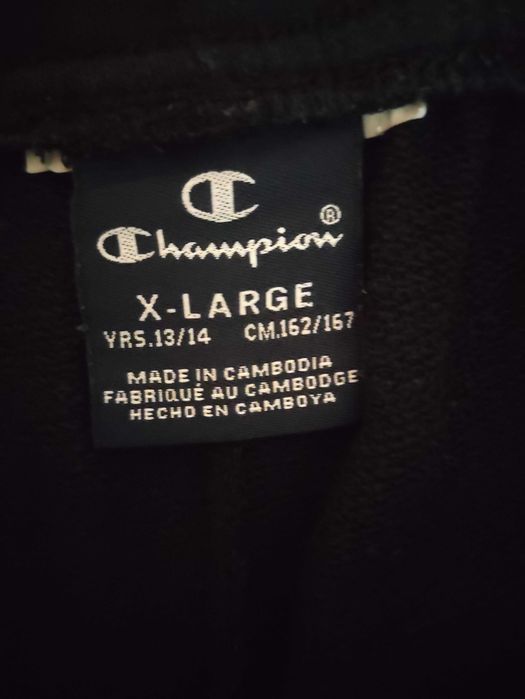 Champion®
X-LARGE
YRS.13/14 CM.162/167
MADE IN CAMBODIA
FABRIQUÉ AU CAMBODGE
HECHO EN CAMBOYA